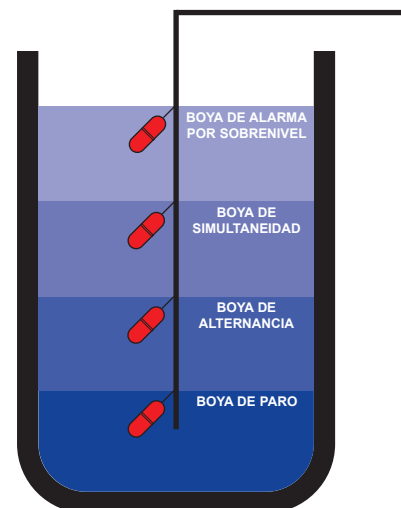 BOYA DE ALARMA
POR SOBRENIVEL
BOYA DE
SIMULTANEIDAD
BOYA DE
ALTERNANCIA
BOYA DE PARO